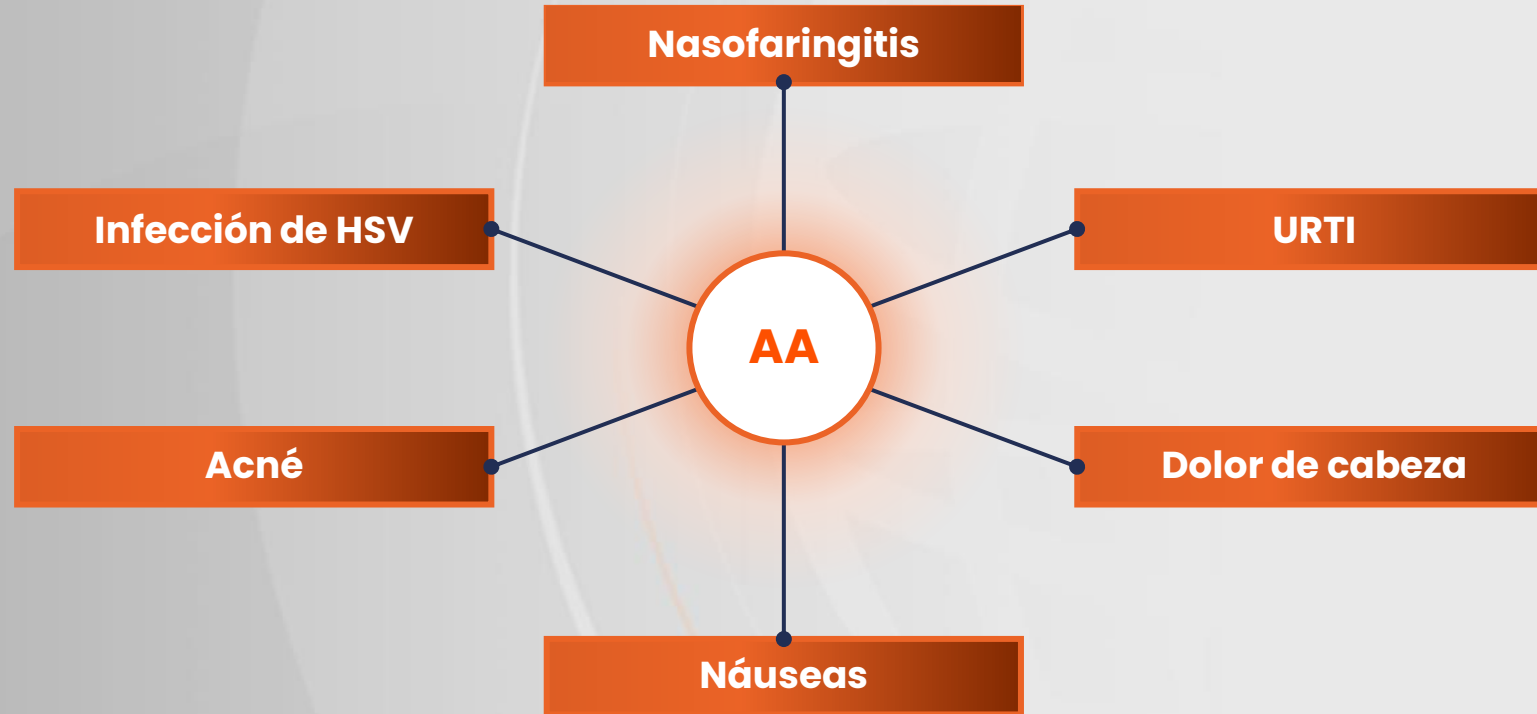 Nasofaringitis
Infección de HSV
URTI
AA
Acné
Dolor de cabeza
Náuseas